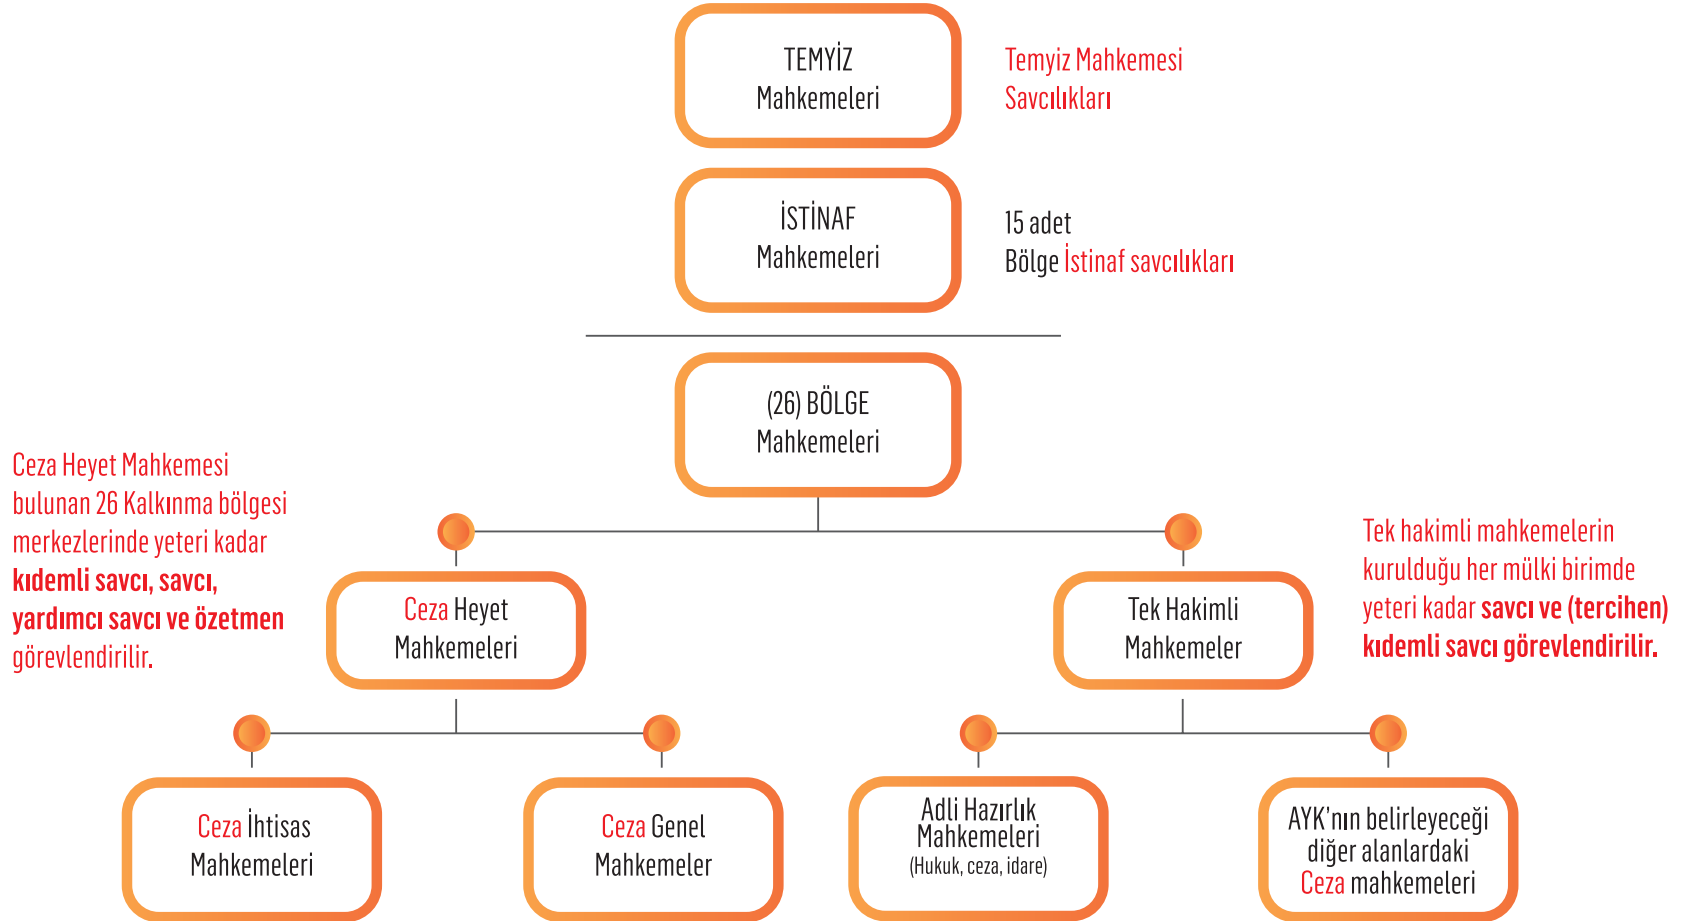 TEMYİZ
Mahkemeleri
Temyiz Mahkemesi
Savcılıkları
İSTİNAF
Mahkemeleri
15 adet
Bölge İstinaf savcılıkları
(26) BÖLGE
Mahkemeleri
Ceza Heyet Mahkemesi
bulunan 26 Kalkınma bölgesi
merkezlerinde yeteri kadar
kıdemli savcı, savcı,
yardımcı savcı ve özetmen
görevlendirilir.
Ceza Heyet
Mahkemeleri
Tek Hakimli
Mahkemeler
Tek hakimli mahkemelerin
kurulduğu her mülki birimde
yeteri kadar savcı ve (tercihen)
kıdemli savcı görevlendirilir.
Ceza İhtisas
Mahkemeleri
Ceza Genel
Mahkemeler
Adli Hazırlık
Mahkemeleri
(Hukuk, ceza, idare)
AYK'nın belirleyeceği
diğer alanlardaki
Ceza mahkemeleri